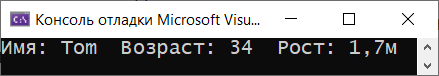 Консоль отладки Microsoft Visu...
Имя: Tom  Возраст: 34  Рост: 1,7м